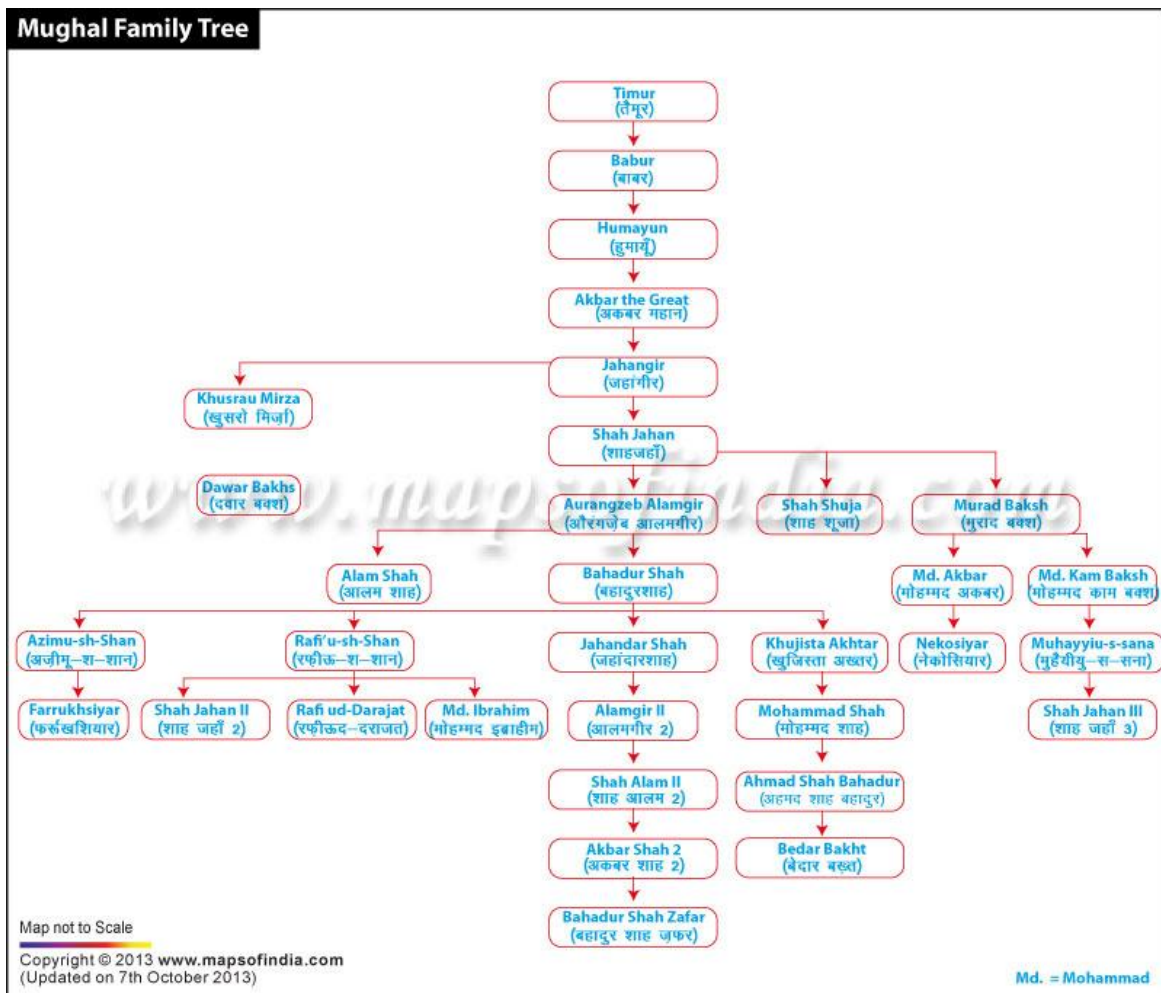 Mughal Family Tree
Timur
(तैमूर)
Babur
(बाबर)
Humayun
(हुमायूँ)
Akbar the Great
(अकबर महान)
Jahangir
(जहांगीर)
Khusrau Mirza
(खुसरो मिर्ज़ा)
Shah Jahan
(शाहजहाँ)
www.mapsofindia.com
Dawar Bakhs
(दवार बक्श)
Aurangzeb Alamgir
(औरंगज़ेब आलमगीर)
Shah Shuja
(शाह शूजा)
Murad Baksh
(मुराद बक्श)
Alam Shah
(आलम शाह)
Bahadur Shah
(बहादुरशाह)
Md. Akbar
(मोहम्मद अकबर)
Md. Kam Baksh
(मोहम्मद काम बक्श)
Azimu-sh-Shan
(अज़ीमू-श-शान)
Rafi'u-sh-Shan
(रफ़ीऊ-श-शान)
Jahandar Shah
(जहांदारशाह)
Khujista Akhtar
(खुजिस्ता अख्तर)
Nekosiyar
(नेकोसियार)
Muhayyiu-s-sana
(मुहैयीयु-स-सना)
Farrukhsiyar
(फर्रूखशियार)
Shah Jahan II
(शाह जहाँ 2)
Rafi ud-Darajat
(रफ़ीऊद-दराजत)
Md. Ibrahim
(मोहम्मद इब्राहीम)
Alamgir II
(आलमगीर 2)
Mohammad Shah
(मोहम्मद शाह)
Shah Jahan III
(शाह जहाँ 3)
Shah Alam II
(शाह आलम 2)
Ahmad Shah Bahadur
(अहमद शाह बहादुर)
Akbar Shah 2
(अकबर शाह 2)
Bedar Bakht
(बेदार बख़्त)
Bahadur Shah Zafar
(बहादुर शाह ज़फर)
Map not to Scale
Copyright © 2013 www.mapsofindia.com
(Updated on 7th October 2013)
Md. = Mohammad